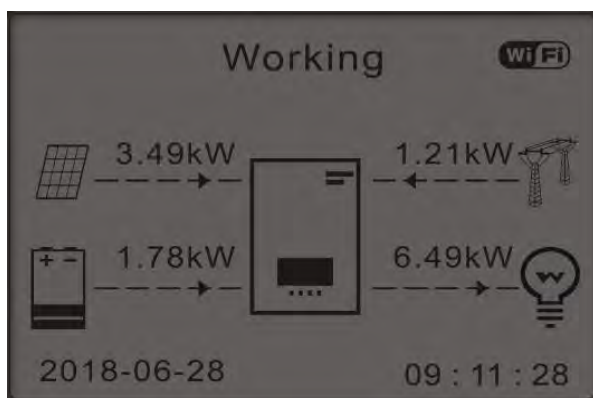 Working
WiFi
3.49kW
1.21kW
1.78kW
6.49kW
2018-06-28
09 : 11 : 28